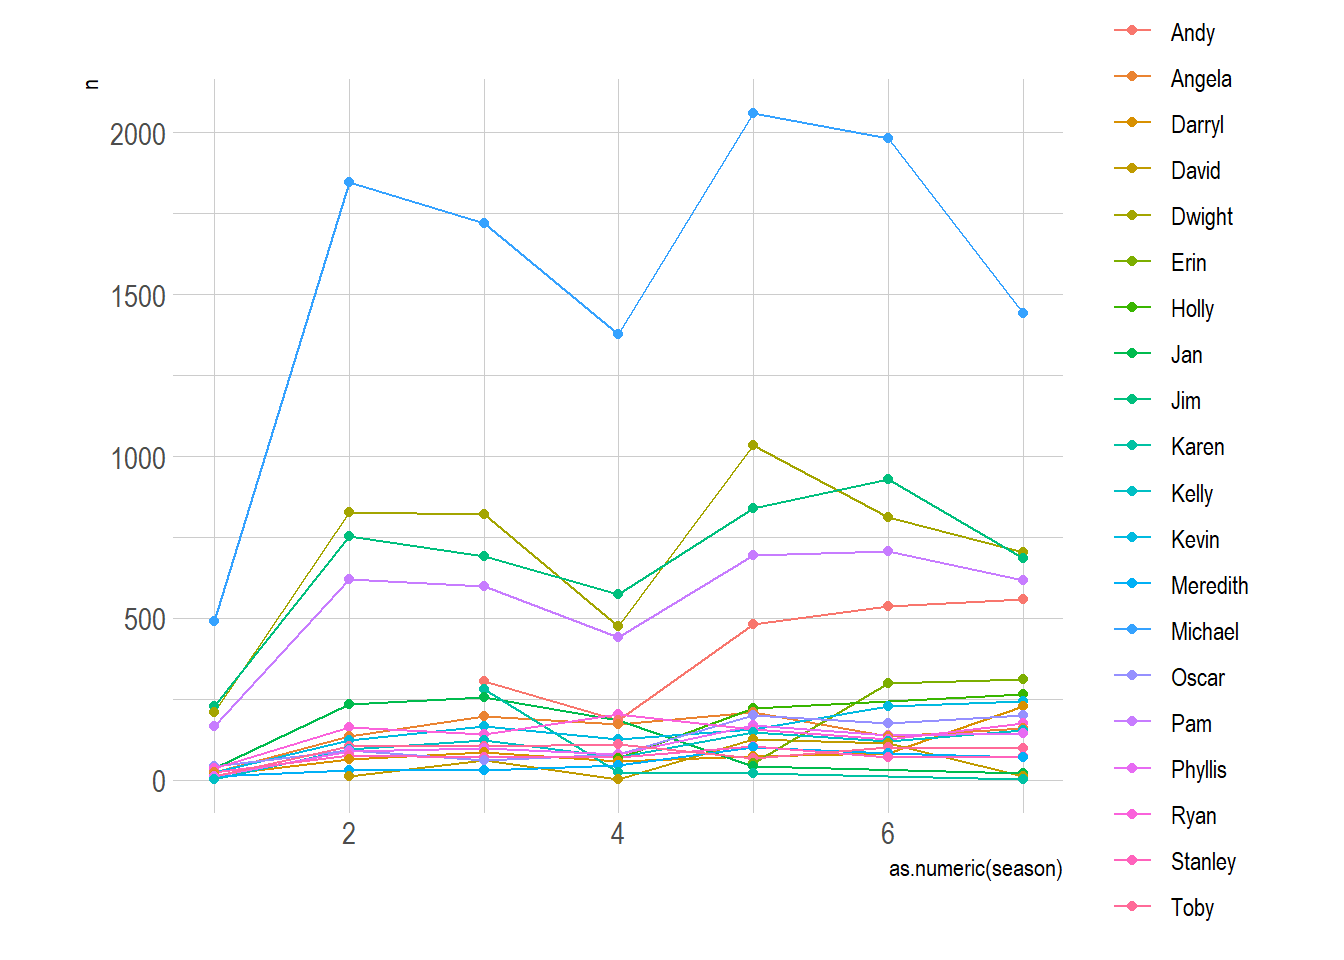 n
2000
1500
1000
500
0
2
4
6
as.numeric(season)
Andy
Angela
Darryl
David
Dwight
Erin
Holly
Jan
Jim
Karen
Kelly
Kevin
Meredith
Michael
Oscar
Pam
Phyllis
Ryan
Stanley
Toby